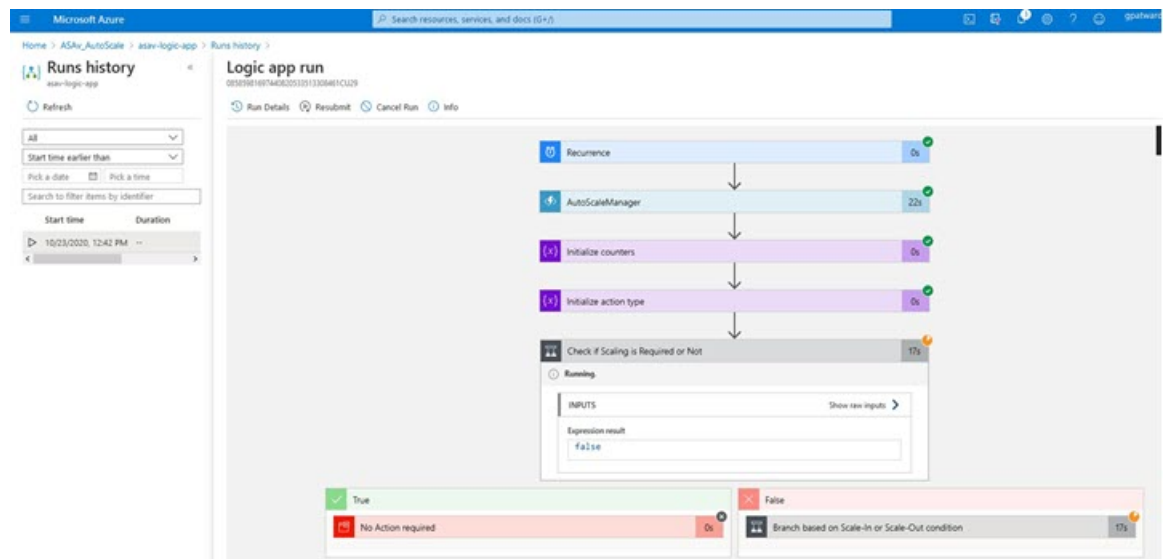 Microsoft Azure
Search resources, services, and docs (G+/)
gpatward
Home > ASAv_AutoScale > asav-logic-app > Runs history >
Runs history
asav-logic-app
Refresh
All
Start time earlier than
Pick a date
Pick a time
Search to filter items by identifier
Start time Duration
10/23/2020, 12:42 PM --
Logic app run
Run Details Resubmit Cancel Run Info
Recurrence 0s
AutoScaleManager 22s
Initialize counters 0s
Initialize action type 0s
Check if Scaling is Required or Not 17s
Running.
INPUTS Show raw inputs
Expression result
false
True
No Action required 0s
False
Branch based on Scale-In or Scale-Out condition 17s